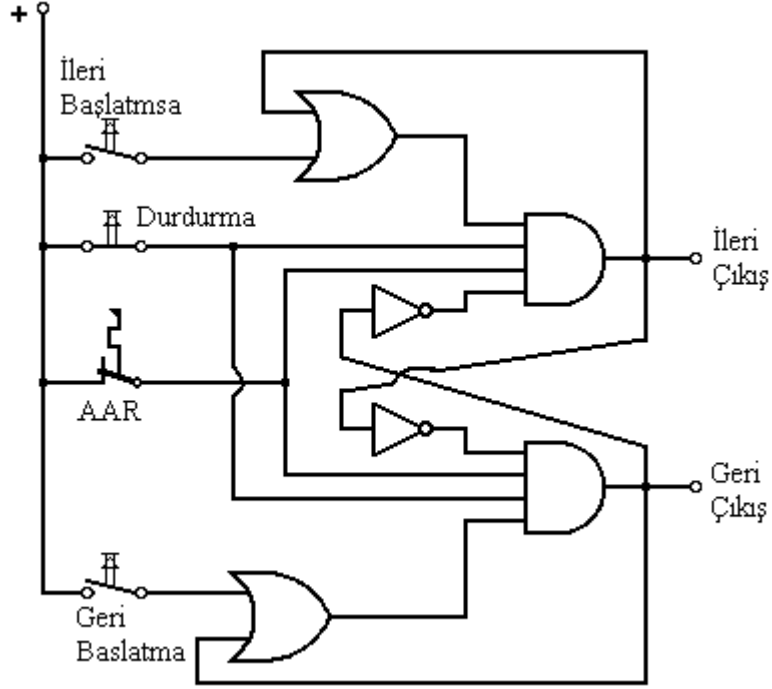 +
İleri
Başlatmsa
Durdurma
İleri
Çıkış
AAR
Geri
Çıkış
Geri
Baslatma